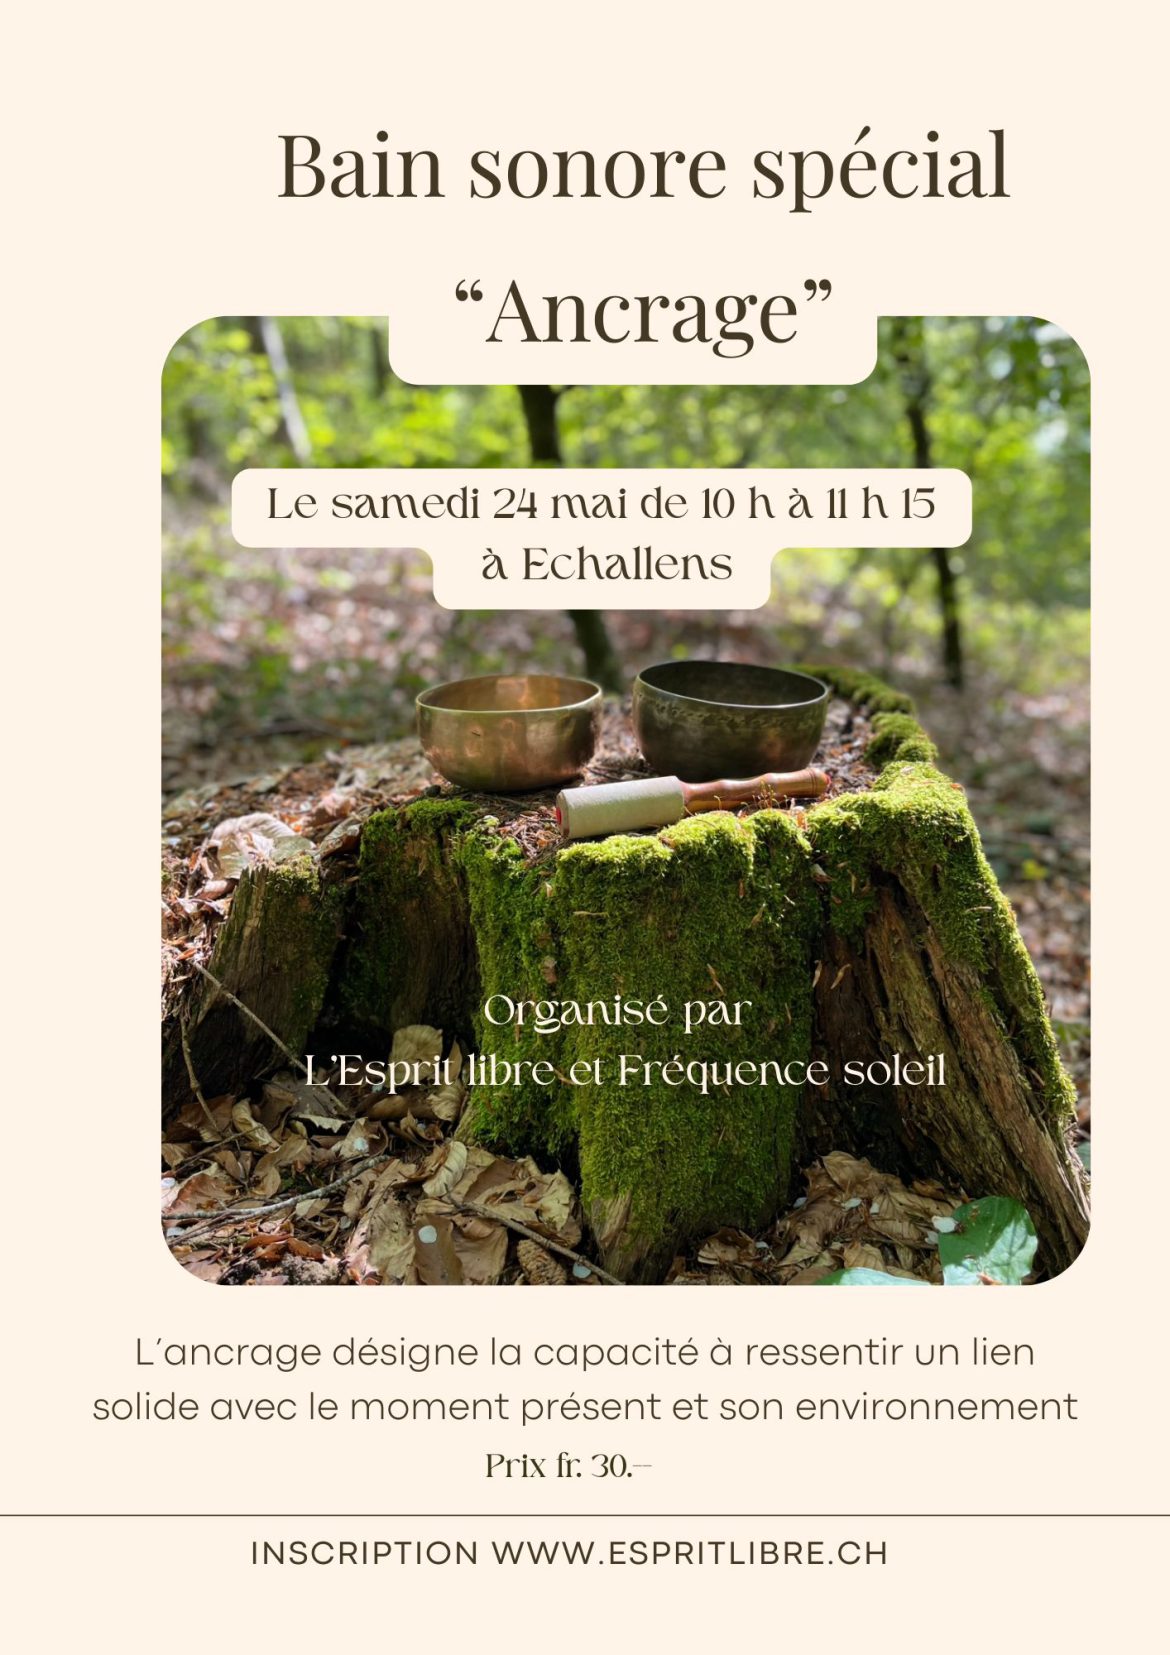 Bain sonore spécial
“Ancrage”
Le samedi 24 mai de 10 h à 11 h 15
à Echallens
Organisé par
L'Esprit libre et Fréquence soleil
L'ancrage désigne la capacité à ressentir un lien
solide avec le moment présent et son environnement
Prix fr. 30.--
INSCRIPTION WWW.ESPRITLIBRE.CH